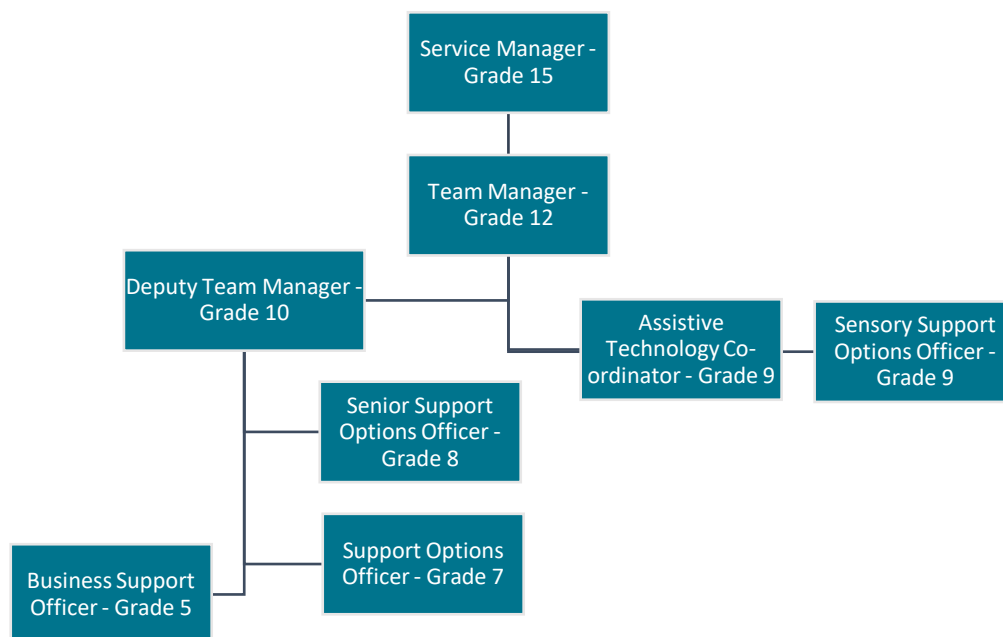 Service Manager -
Grade 15
Team Manager -
Grade 12
Deputy Team Manager -
Grade 10
Assistive
Technology Co-
ordinator - Grade 9
Sensory Support
Options Officer -
Grade 9
Senior Support
Options Officer -
Grade 8
Support Options
Officer - Grade 7
Business Support
Officer - Grade 5